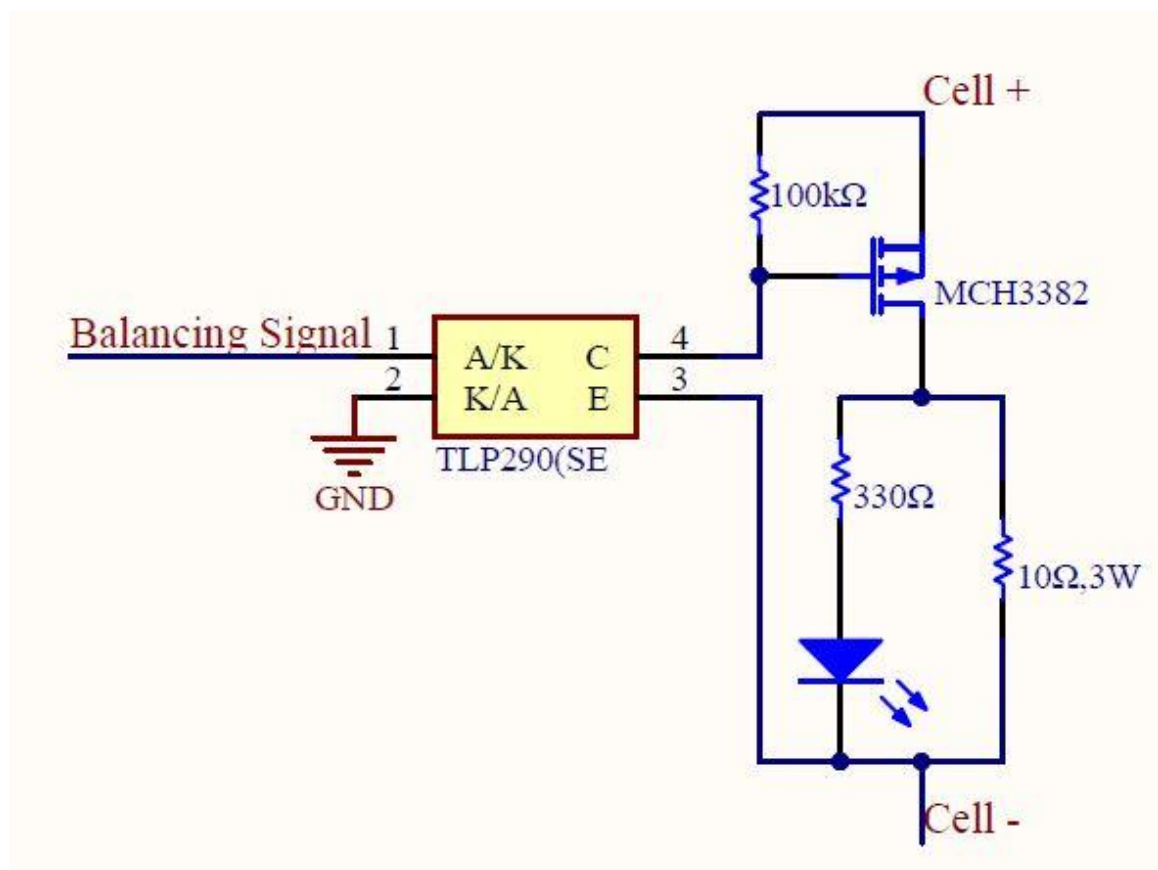 Cell +
100kΩ
MCH3382
Balancing Signal
1
A/K
C
4
2
K/A
E
3
TLP290(SE
GND
330Ω
10Ω,3W
Cell -